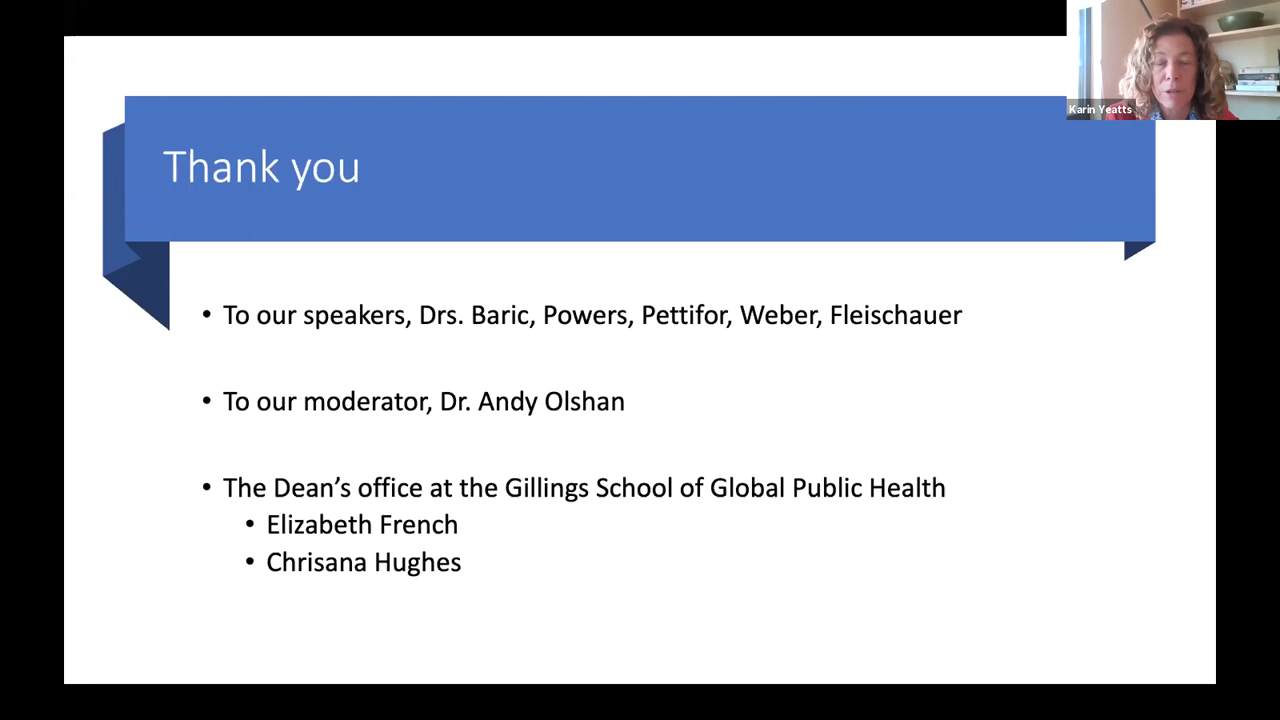 Karin Yeatts
Thank you
• To our speakers, Drs. Baric, Powers, Pettifor, Weber, Fleischauer
• To our moderator, Dr. Andy Olshan
• The Dean’s office at the Gillings School of Global Public Health
• Elizabeth French
• Chrisana Hughes